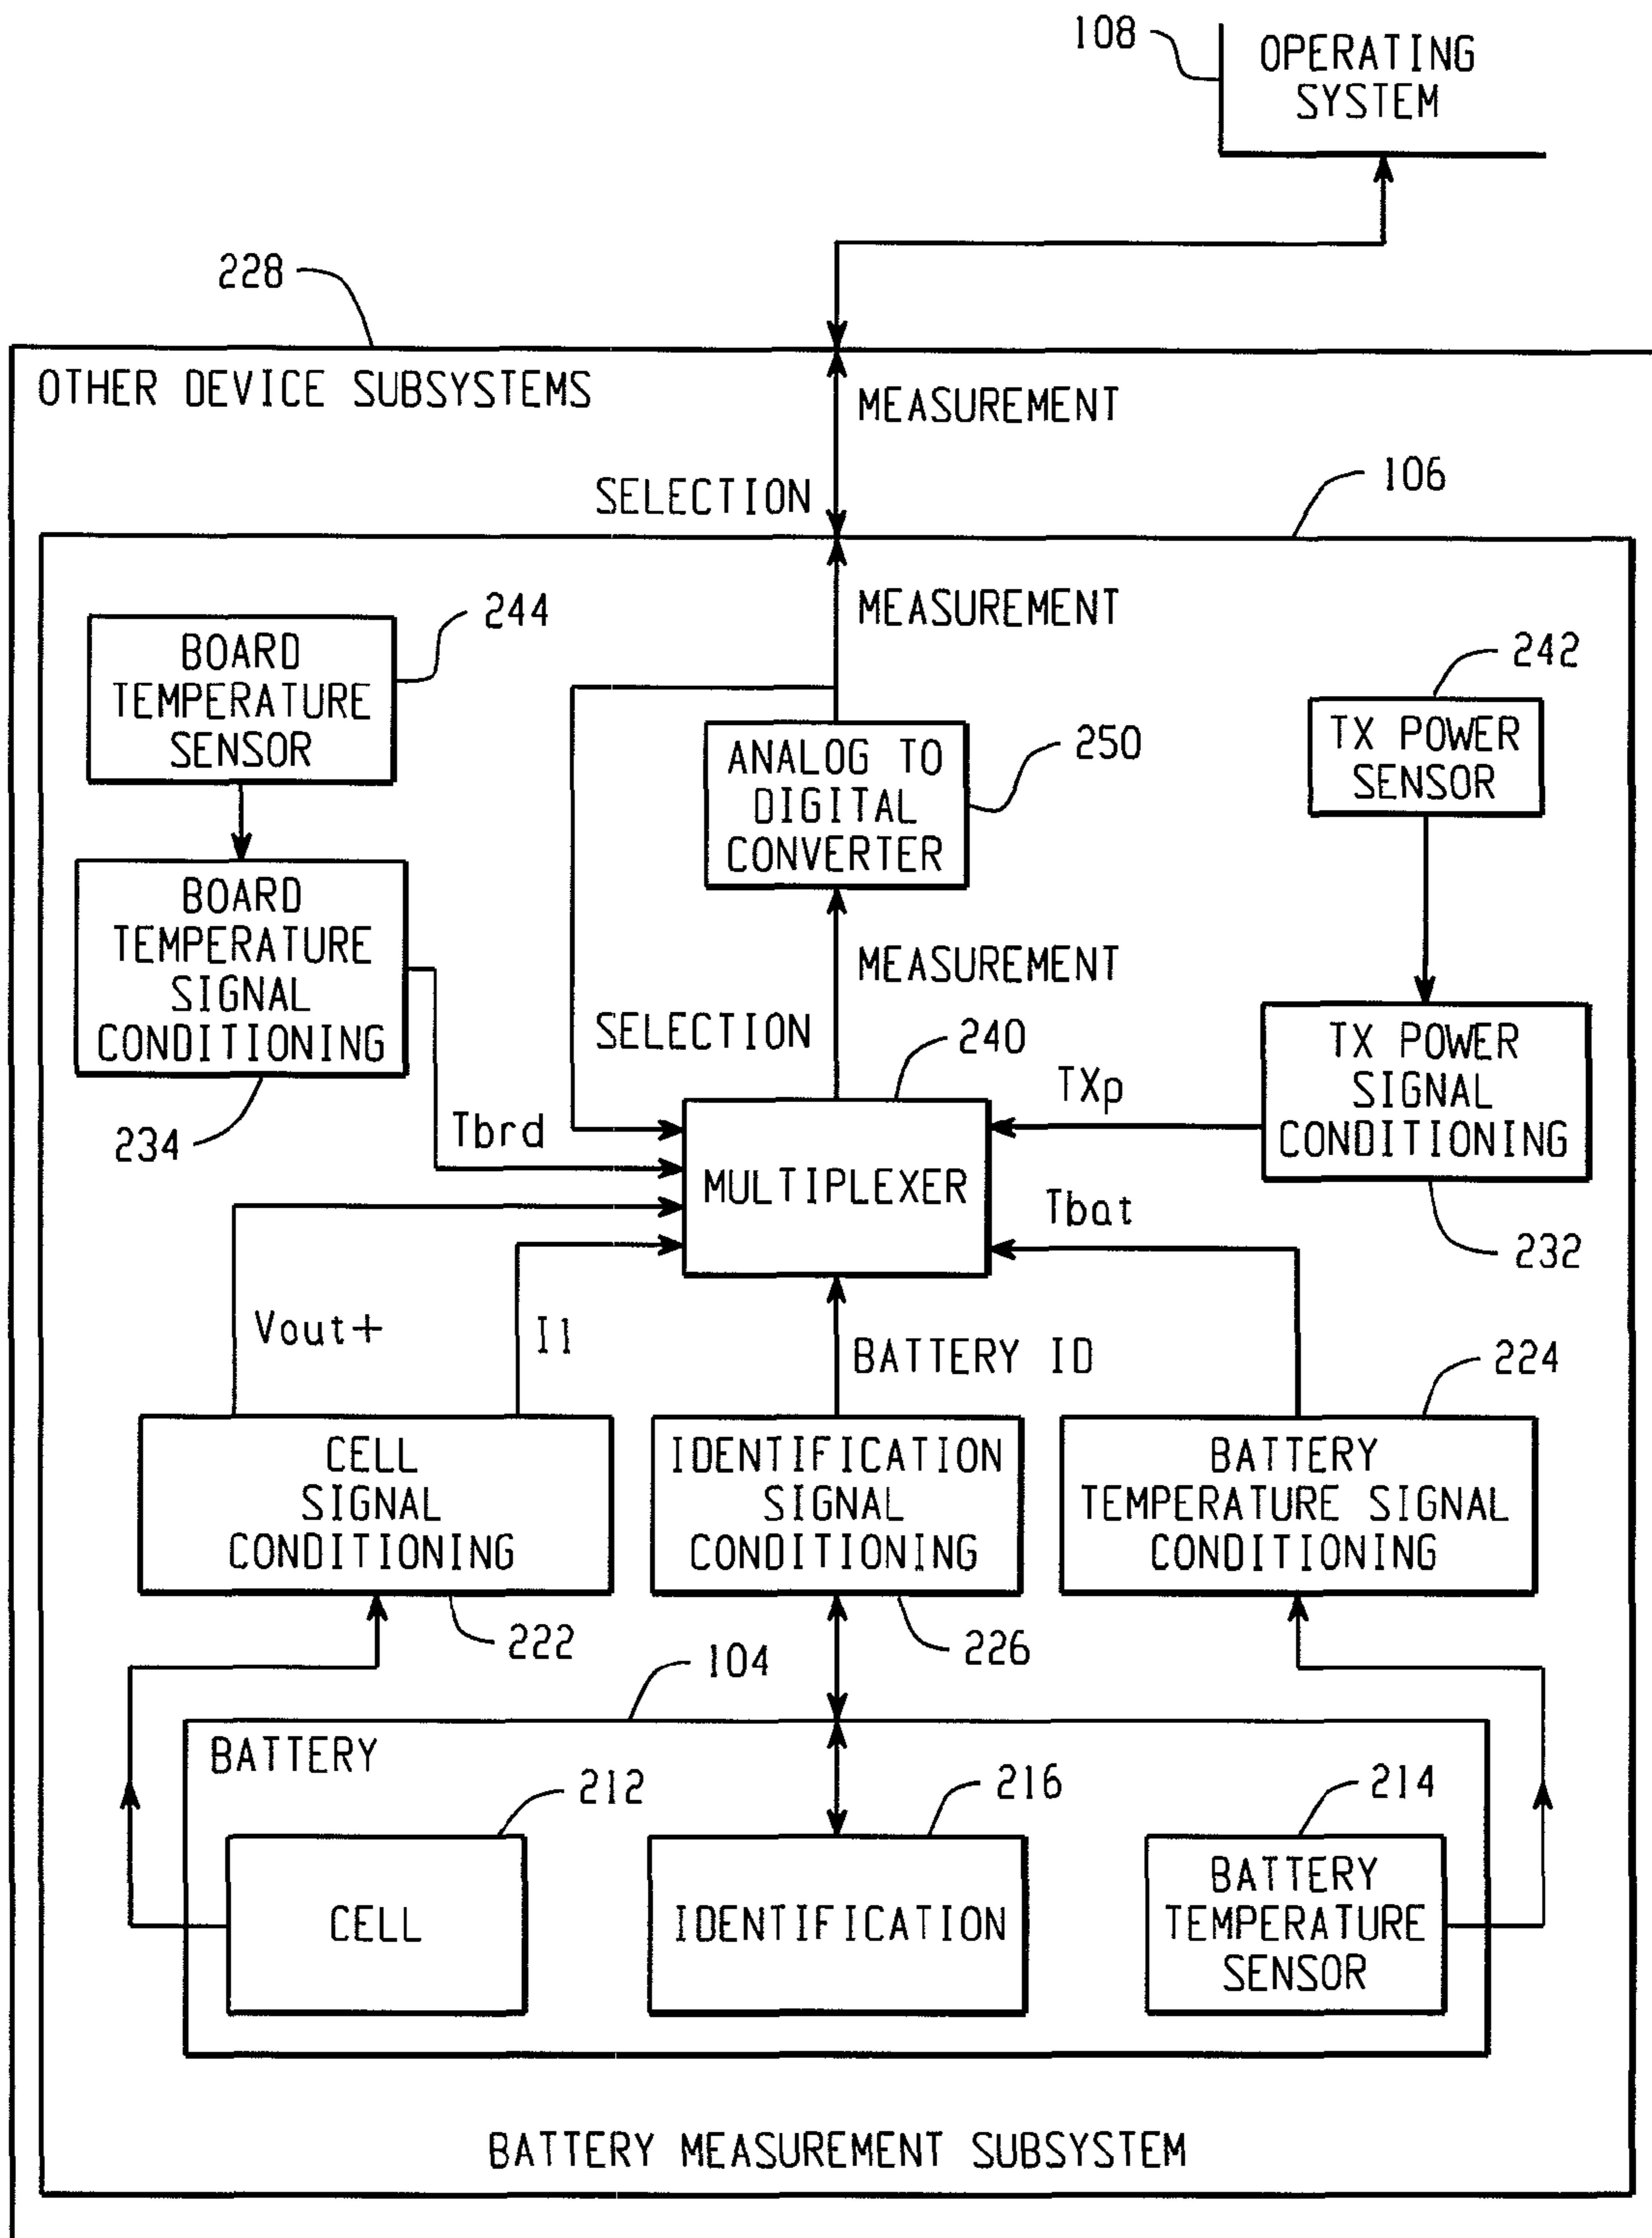 108
OPERATING
SYSTEM
228
OTHER DEVICE SUBSYSTEMS
MEASUREMENT
SELECTION
106
MEASUREMENT
244
BOARD
TEMPERATURE
SENSOR
242
TX POWER
SENSOR
250
ANALOG TO
DIGITAL
CONVERTER
BOARD
TEMPERATURE
SIGNAL
CONDITIONING
234
MEASUREMENT
SELECTION
240
TX POWER
SIGNAL
CONDITIONING
232
TXp
Tbrd
MULTIPLEXER
Tbat
Vout+
I1
BATTERY ID
224
CELL
SIGNAL
CONDITIONING
222
IDENTIFICATION
SIGNAL
CONDITIONING
226
BATTERY
TEMPERATURE SIGNAL
CONDITIONING
104
BATTERY
212
216
214
CELL
IDENTIFICATION
BATTERY
TEMPERATURE
SENSOR
BATTERY MEASUREMENT SUBSYSTEM